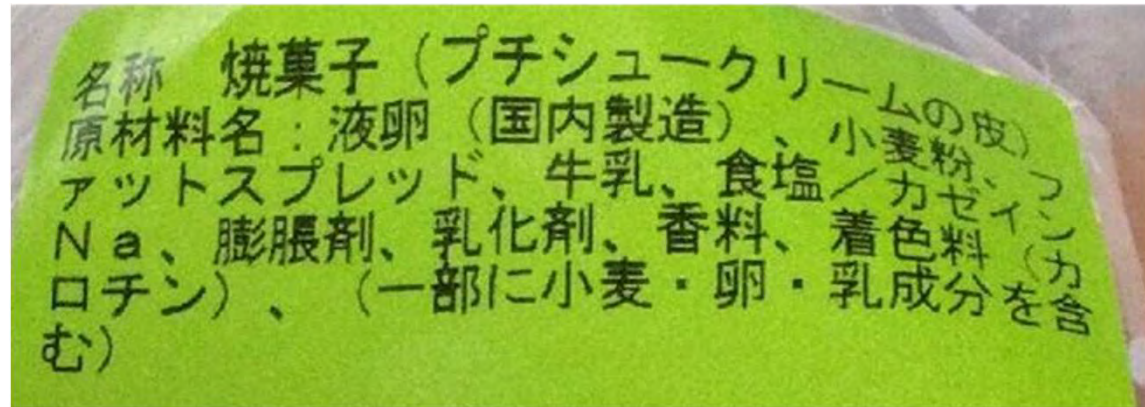 名称　焼菓子（プチシュークリームの皮）
原材料名：液卵（国内製造）、小麦粉、フ
ァットスプレッド、牛乳、食塩／カゼイン
Ｎａ、膨脹剤、乳化剤、香料、着色料（カ
ロチン）、（一部に小麦・卵・乳成分を含
む）